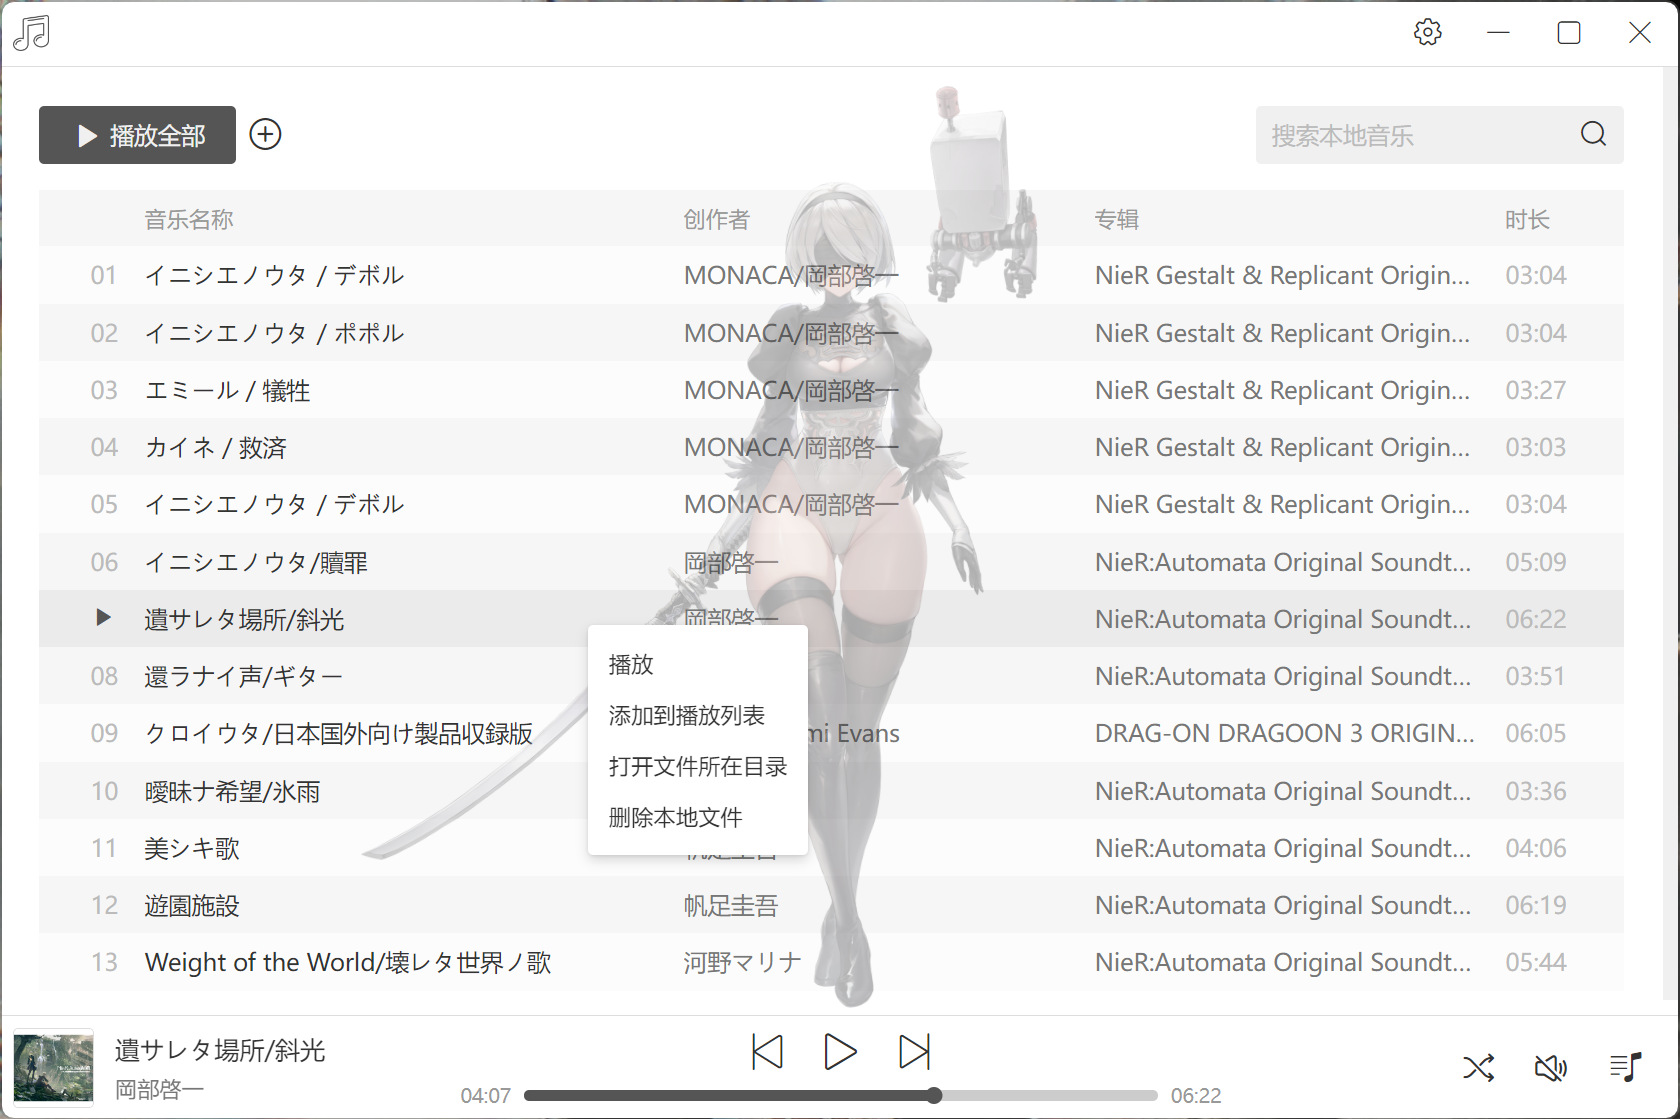 播放全部
搜索本地音乐
音乐名称 创作者 专辑 时长
01 イニシエノウタ / デボル MONACA/岡部啓一 NieR Gestalt & Replicant Origin... 03:04
02 イニシエノウタ / ポポル MONACA/岡部啓一 NieR Gestalt & Replicant Origin... 03:04
03 エミール / 犠牲 MONACA/岡部啓一 NieR Gestalt & Replicant Origin... 03:27
04 カイネ / 救済 MONACA/岡部啓一 NieR Gestalt & Replicant Origin... 03:03
05 イニシエノウタ / デボル MONACA/岡部啓一 NieR Gestalt & Replicant Origin... 03:04
06 イニシエノウタ/贖罪 岡部啓一 NieR:Automata Original Soundt... 05:09
遺サレタ場所/斜光 岡部啓一 NieR:Automata Original Soundt... 06:22
08 還ラナイ声/ギター NieR:Automata Original Soundt... 03:51
09 クロイウタ/日本国外向け製品収録版 mi Evans DRAG-ON DRAGOON 3 ORIGIN... 06:05
10 曖昧ナ希望/氷雨 NieR:Automata Original Soundt... 03:36
11 美シキ歌 NieR:Automata Original Soundt... 04:06
12 遊園施設 帆足圭吾 NieR:Automata Original Soundt... 06:19
13 Weight of the World/壊レタ世界ノ歌 河野マリナ NieR:Automata Original Soundt... 05:44
播放
添加到播放列表
打开文件所在目录
删除本地文件
遺サレタ場所/斜光
岡部啓一
04:07 06:22